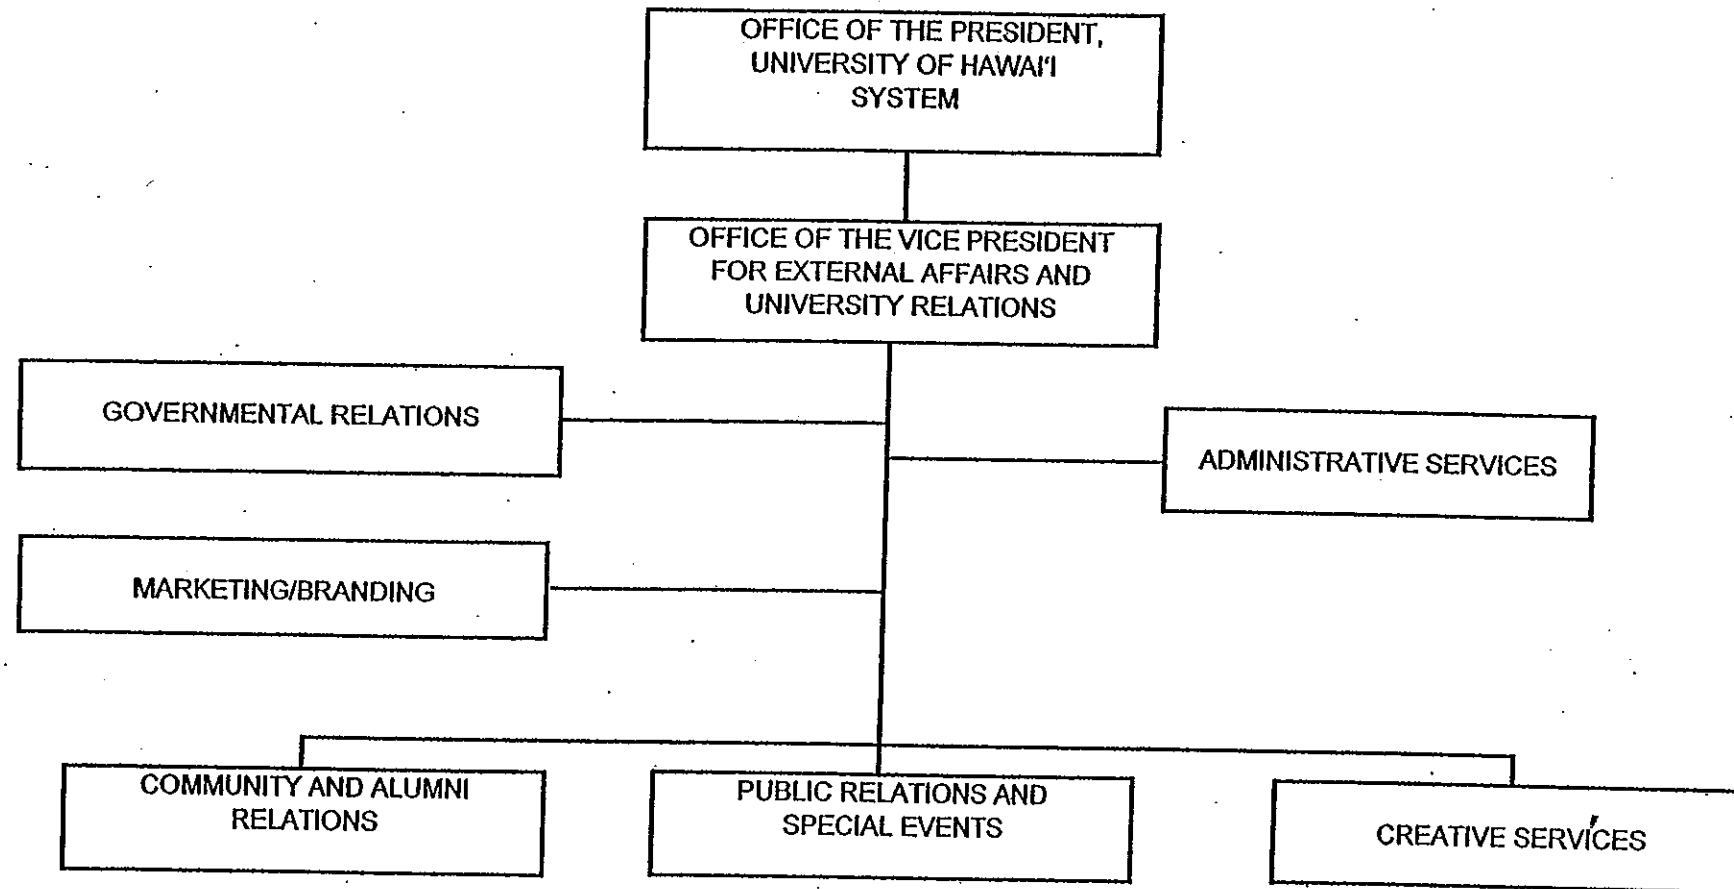 OFFICE OF THE PRESIDENT,
UNIVERSITY OF HAWAI'I
SYSTEM
OFFICE OF THE VICE PRESIDENT
FOR EXTERNAL AFFAIRS AND
UNIVERSITY RELATIONS
GOVERNMENTAL RELATIONS
ADMINISTRATIVE SERVICES
MARKETING/BRANDING
COMMUNITY AND ALUMNI
RELATIONS
PUBLIC RELATIONS AND
SPECIAL EVENTS
CREATIVE SERVICES